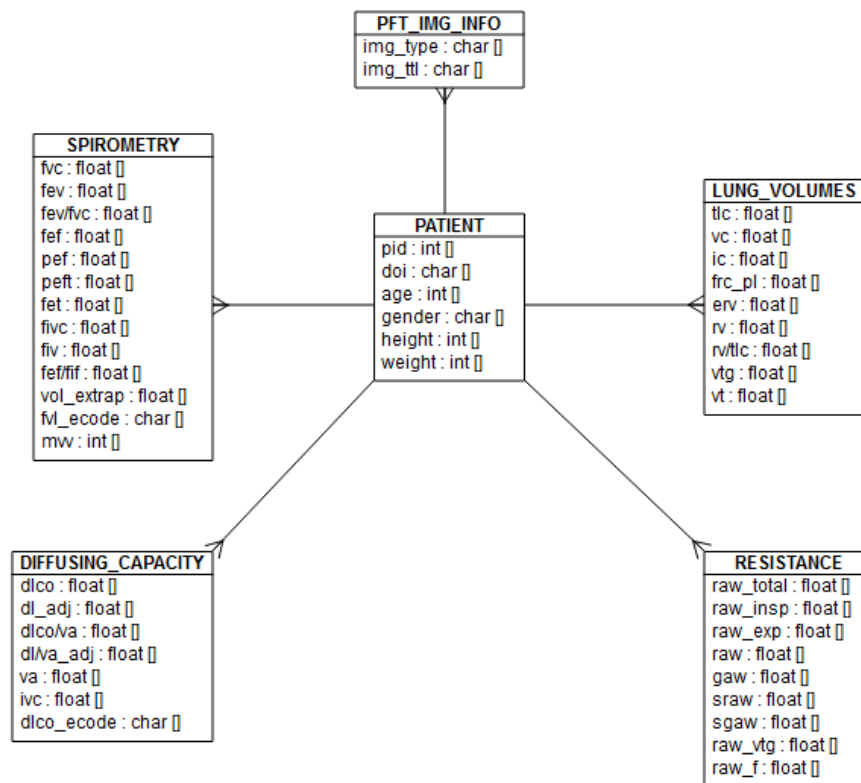 PFT_IMG_INFO
img_type : char []
img_ttl : char []
SPIROMETRY
fvc : float []
fev : float []
fev/fvc : float []
fef : float []
pef : float []
peft : float []
fet : float []
fivc : float []
fiv : float []
fef/fif : float []
vol_extrap : float []
fvl_ecode : char []
mvv : int []
PATIENT
pid : int []
doi : char []
age : int []
gender : char []
height : int []
weight : int []
LUNG_VOLUMES
tlc : float []
vc : float []
ic : float []
frc_pl : float []
erv : float []
rv : float []
rv/tlc : float []
vtg : float []
vt : float []
DIFFUSING_CAPACITY
dlco : float []
dl_adj : float []
dlco/va : float []
dl/va_adj : float []
va : float []
ivc : float []
dlco_ecode : char []
RESISTANCE
raw_total : float []
raw_insp : float []
raw_exp : float []
raw : float []
gaw : float []
sraw : float []
sgaw : float []
raw_vtg : float []
raw_f : float []